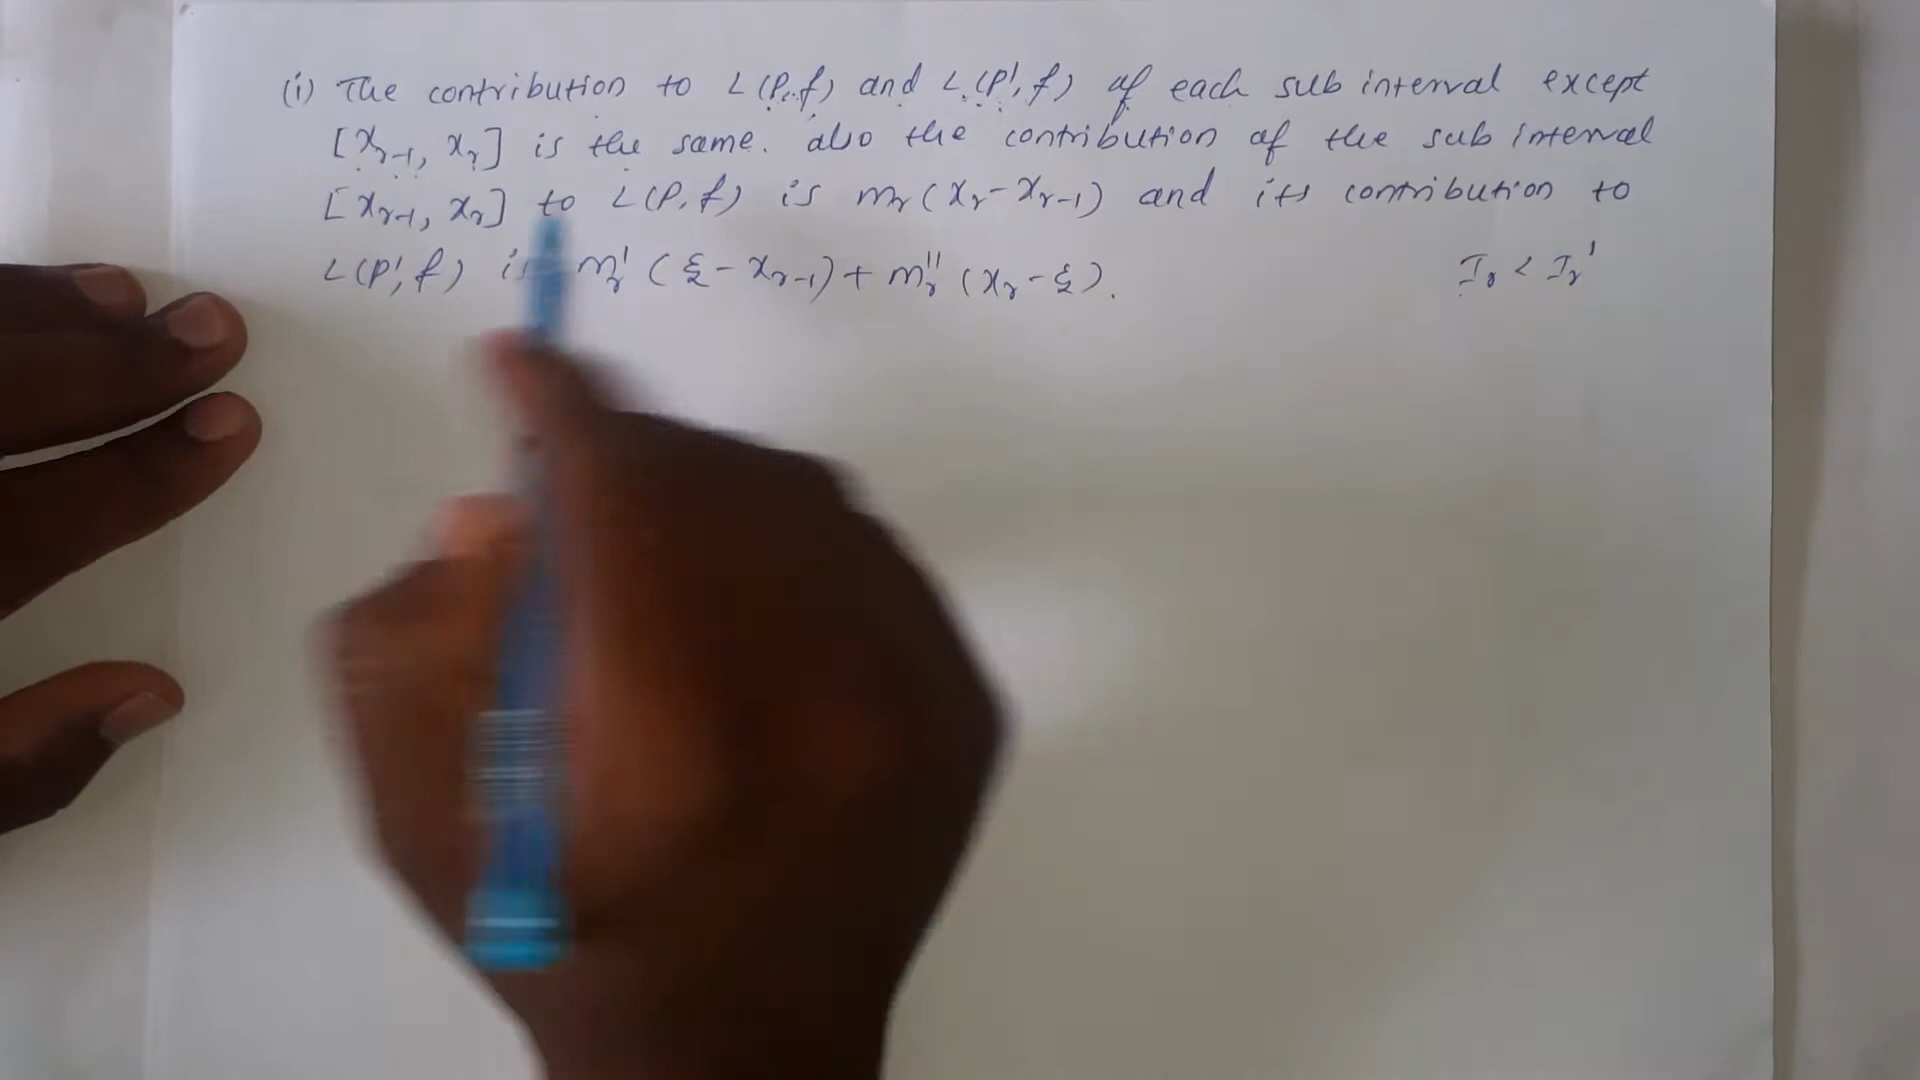 (i) The contribution to L(P,f) and L(P',f) of each sub interval except
[x_{r-1}, x_r] is the same. also the contribution of the sub interval
[x_{r-1}, x_r] to L(P,f) is m_r(x_r - x_{r-1}) and its contribution to
L(P',f) is m_r'(ξ - x_{r-1}) + m_r''(x_r - ξ).
I_r < I_r'